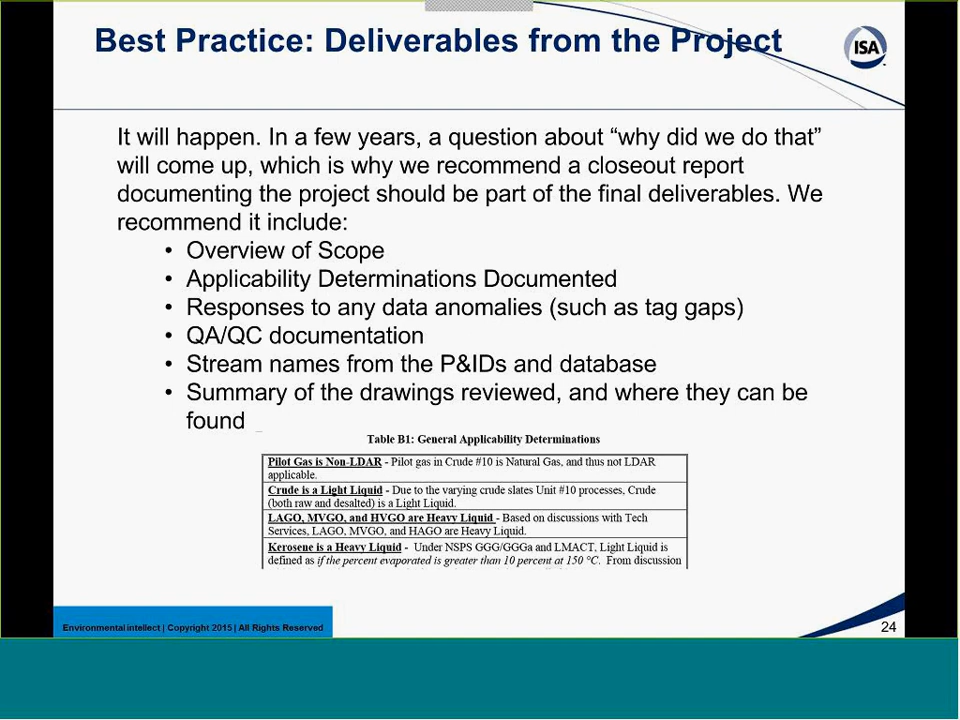 Best Practice: Deliverables from the Project
ISA
It will happen. In a few years, a question about “why did we do that”
will come up, which is why we recommend a closeout report
documenting the project should be part of the final deliverables. We
recommend it include:
• Overview of Scope
• Applicability Determinations Documented
• Responses to any data anomalies (such as tag gaps)
• QA/QC documentation
• Stream names from the P&IDs and database
• Summary of the drawings reviewed, and where they can be
found
Table B1: General Applicability Determinations
Pilot Gas is Non-LDAR - Pilot gas in Crude #10 is Natural Gas, and thus not LDAR
applicable.
Crude is a Light Liquid - Due to the varying crude slates Unit #10 processes, Crude
(both raw and desalted) is a Light Liquid.
LAGO, MVGO, and HVGO are Heavy Liquid - Based on discussions with Tech
Services, LAGO, MVGO, and HAGO are Heavy Liquid.
Kerosene is a Heavy Liquid - Under NSPS GGG/GGGa and LMACT, Light Liquid is
defined as if the percent evaporated is greater than 10 percent at 150 °C. From discussion
Environmental intellect | Copyright 2015 | All Rights Reserved
24